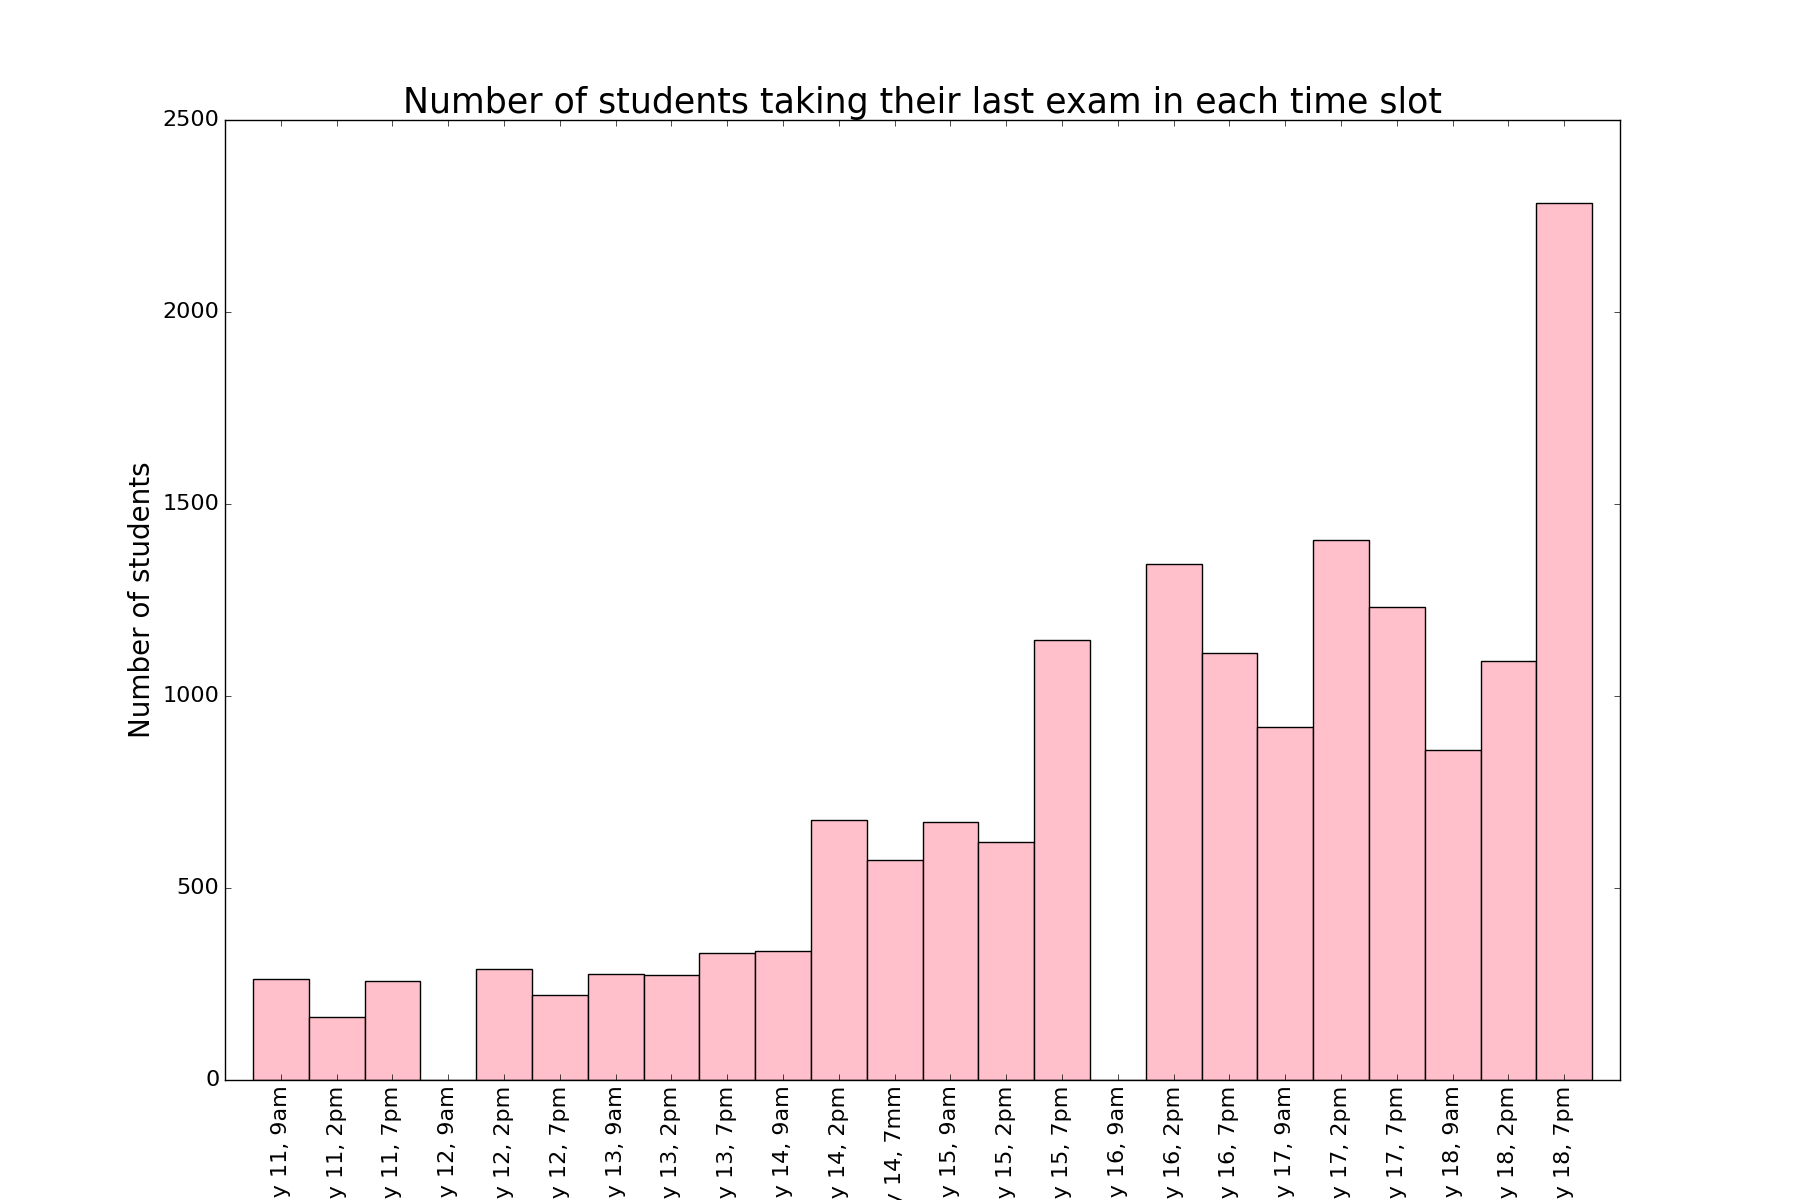 Number of students taking their last exam in each time slot
Number of students
2500
2000
1500
1000
500
0
y 11, 9am
y 11, 2pm
y 11, 7pm
y 12, 9am
y 12, 2pm
y 12, 7pm
y 13, 9am
y 13, 2pm
y 13, 7pm
y 14, 9am
y 14, 2pm
y 14, 7mm
y 15, 9am
y 15, 2pm
y 15, 7pm
y 16, 9am
y 16, 2pm
y 16, 7pm
y 17, 9am
y 17, 2pm
y 17, 7pm
y 18, 9am
y 18, 2pm
y 18, 7pm